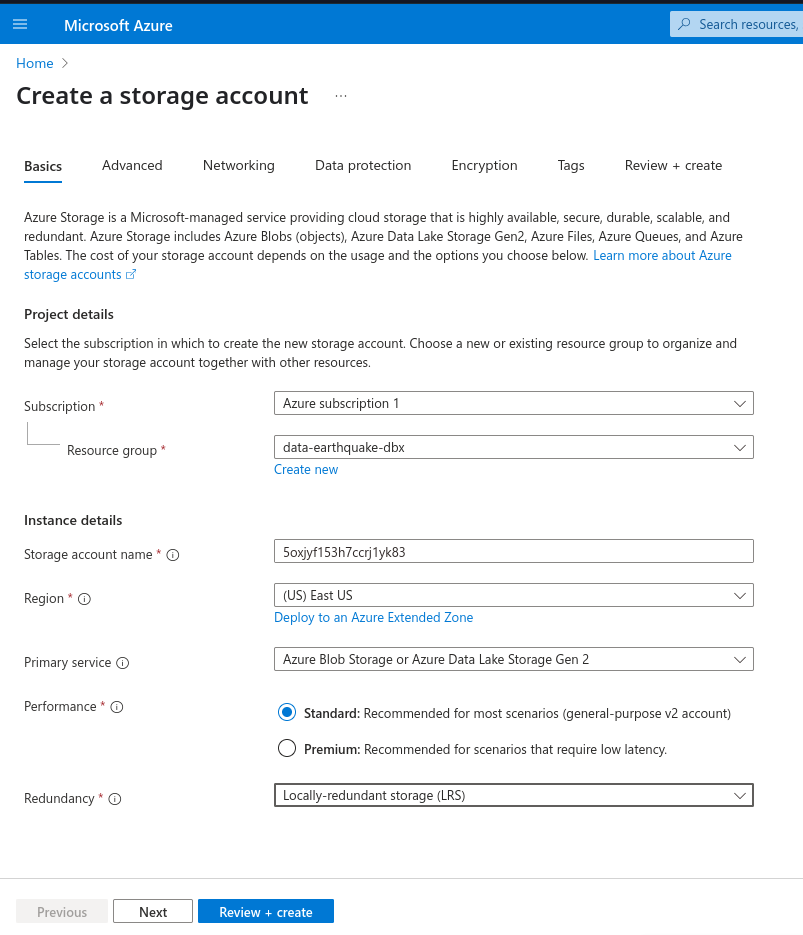 Microsoft Azure
Search resources,
Home
Create a storage account
Basics
Advanced
Networking
Data protection
Encryption
Tags
Review + create
Azure Storage is a Microsoft-managed service providing cloud storage that is highly available, secure, durable, scalable, and
redundant. Azure Storage includes Azure Blobs (objects), Azure Data Lake Storage Gen2, Azure Files, Azure Queues, and Azure
Tables. The cost of your storage account depends on the usage and the options you choose below. Learn more about Azure
storage accounts
Project details
Select the subscription in which to create the new storage account. Choose a new or existing resource group to organize and
manage your storage account together with other resources.
Subscription *
Azure subscription 1
Resource group *
data-earthquake-dbx
Create new
Instance details
Storage account name *
5oxjyf153h7ccrj1yk83
Region *
(US) East US
Deploy to an Azure Extended Zone
Primary service
Azure Blob Storage or Azure Data Lake Storage Gen 2
Performance *
Standard: Recommended for most scenarios (general-purpose v2 account)
Premium: Recommended for scenarios that require low latency.
Redundancy *
Locally-redundant storage (LRS)
Previous
Next
Review + create